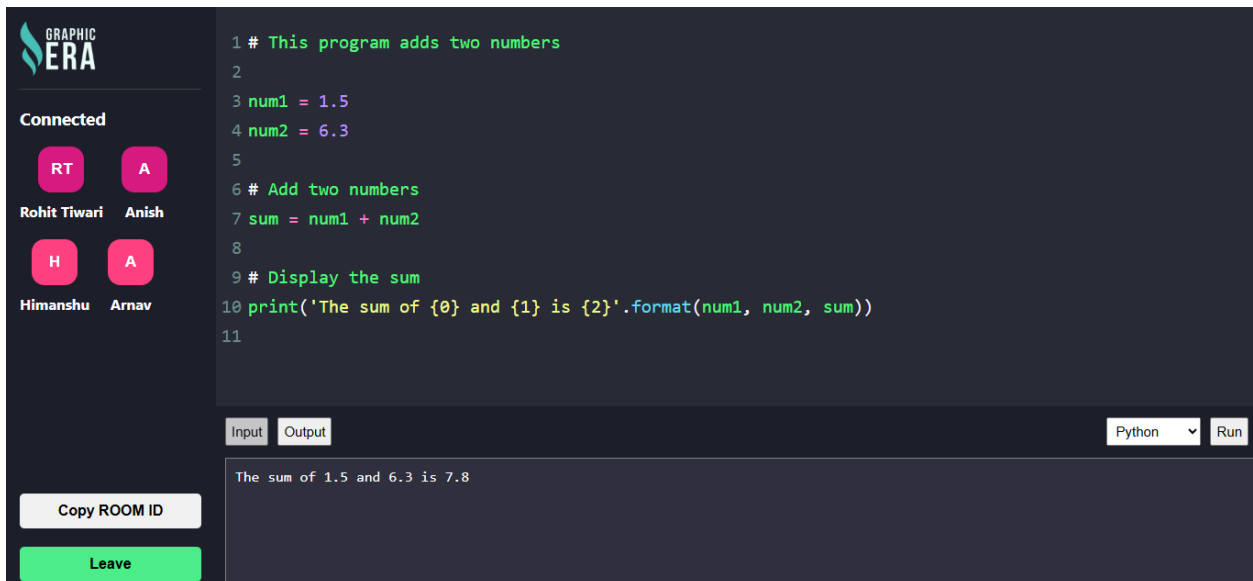 GRAPHIC
ERA
Connected
RT A
Rohit Tiwari Anish
H A
Himanshu Arnav
Copy ROOM ID
Leave
1 # This program adds two numbers
2
3 num1 = 1.5
4 num2 = 6.3
5
6 # Add two numbers
7 sum = num1 + num2
8
9 # Display the sum
10 print('The sum of {0} and {1} is {2}'.format(num1, num2, sum))
11
Input Output Python Run
The sum of 1.5 and 6.3 is 7.8